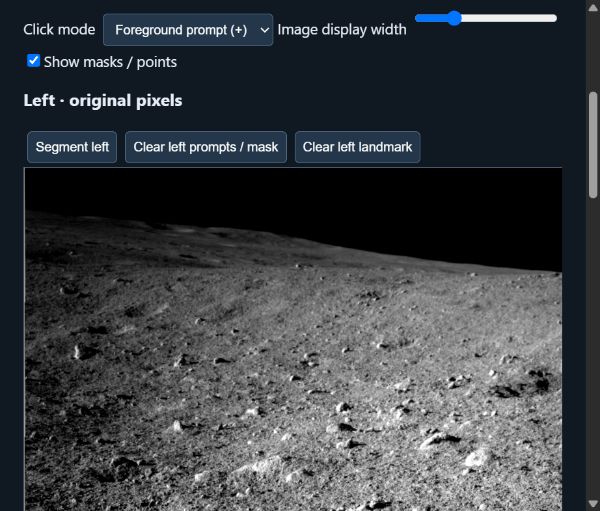 Click mode Foreground prompt (+) Image display width
Show masks / points
Left · original pixels
Segment left Clear left prompts / mask Clear left landmark